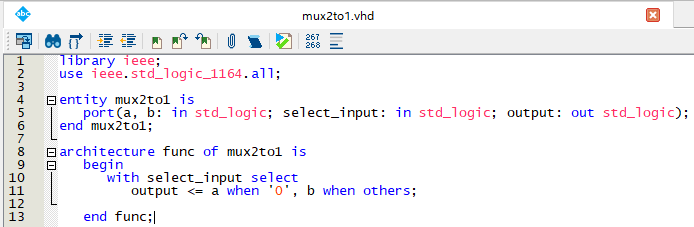 abc
mux2to1.vhd
267
268
1 library ieee;
2 use ieee.std_logic_1164.all;
3
4 entity mux2to1 is
5 port(a, b: in std_logic; select_input: in std_logic; output: out std_logic);
6 end mux2to1;
7
8 architecture func of mux2to1 is
9 begin
10 with select_input select
11 output <= a when '0', b when others;
12
13 end func;